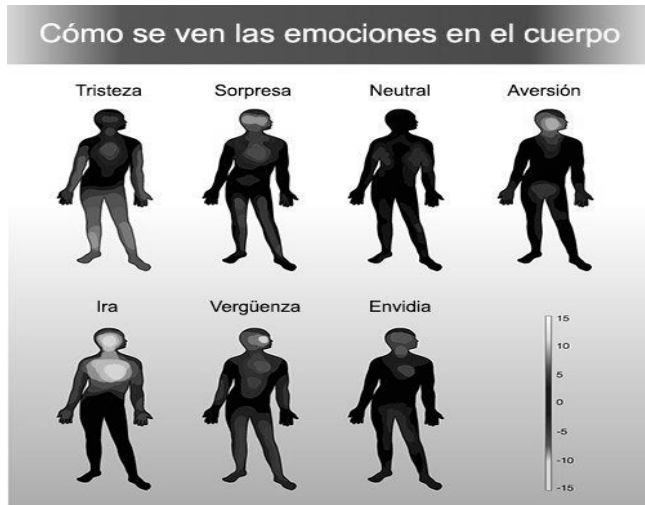 Cómo se ven las emociones en el cuerpo
Tristeza Sorpresa Neutral Aversión
Ira Vergüenza Envidia
15
10
5
0
-5
-10
-15